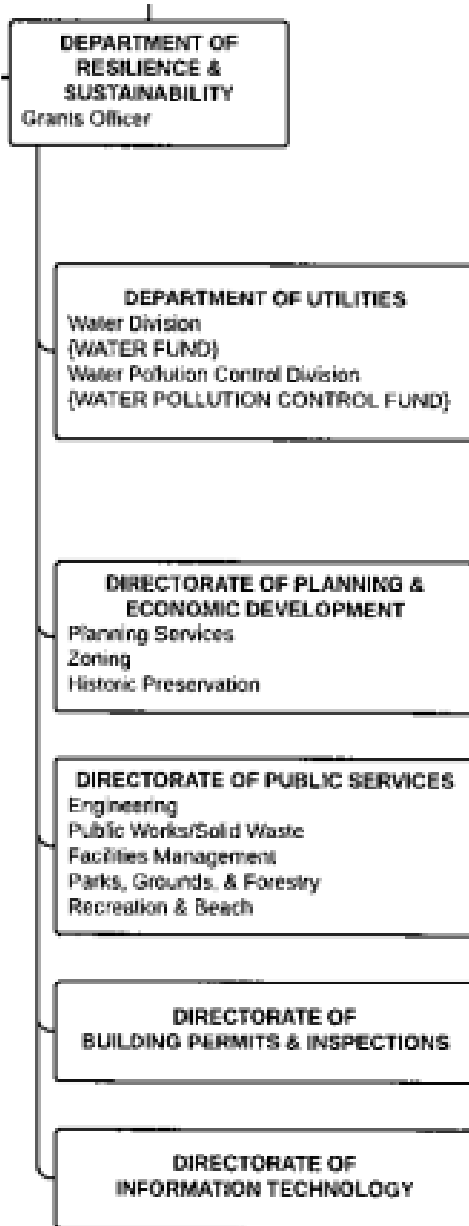 DEPARTMENT OF
RESILIENCE &
SUSTAINABILITY
Grants Officer
DEPARTMENT OF UTILITIES
Water Division
(WATER FUND)
Water Pollution Control Division
(WATER POLLUTION CONTROL FUND)
DIRECTORATE OF PLANNING &
ECONOMIC DEVELOPMENT
Planning Services
Zoning
Historic Preservation
DIRECTORATE OF PUBLIC SERVICES
Engineering
Public Works/Solid Waste
Facilities Management
Parks, Grounds, & Forestry
Recreation & Beach
DIRECTORATE OF
BUILDING PERMITS & INSPECTIONS
DIRECTORATE OF
INFORMATION TECHNOLOGY